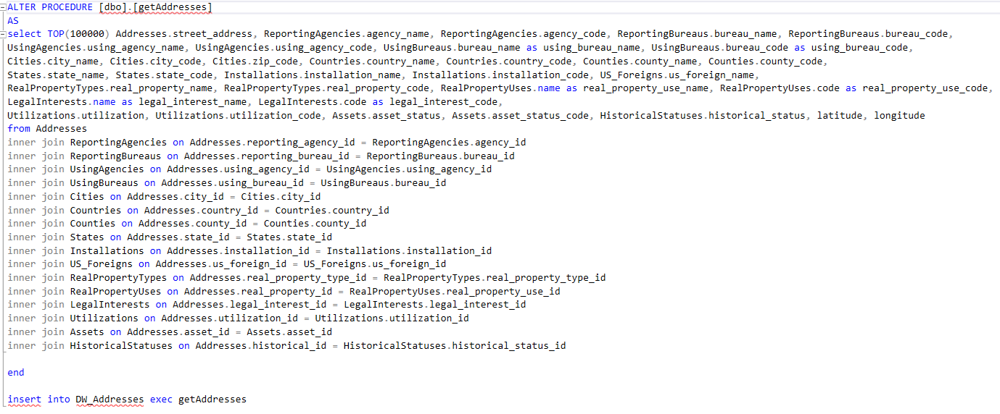 ALTER PROCEDURE [dbo].[getAddresses]
AS
select TOP(100000) Addresses.street_address, ReportingAgencies.agency_name, ReportingAgencies.agency_code, ReportingBureaus.bureau_name, ReportingBureaus.bureau_code,
UsingAgencies.using_agency_name, UsingAgencies.using_agency_code, UsingBureaus.bureau_name as using_bureau_name, UsingBureaus.bureau_code as using_bureau_code,
Cities.city_name, Cities.city_code, Cities.zip_code, Countries.country_name, Countries.country_code, Counties.county_name, Counties.county_code,
States.state_name, States.state_code, Installations.installation_name, Installations.installation_code, US_Foreigns.us_foreign_name,
RealPropertyTypes.real_property_name, RealPropertyTypes.real_property_code, RealPropertyUses.name as real_property_use_name, RealPropertyUses.code as real_property_use_code,
LegalInterests.name as legal_interest_name, LegalInterests.code as legal_interest_code,
Utilizations.utilization, Utilizations.utilization_code, Assets.asset_status, Assets.asset_status_code, HistoricalStatuses.historical_status, latitude, longitude
from Addresses
inner join ReportingAgencies on Addresses.reporting_agency_id = ReportingAgencies.agency_id
inner join ReportingBureaus on Addresses.reporting_bureau_id = ReportingBureaus.bureau_id
inner join UsingAgencies on Addresses.using_agency_id = UsingAgencies.using_agency_id
inner join UsingBureaus on Addresses.using_bureau_id = UsingBureaus.bureau_id
inner join Cities on Addresses.city_id = Cities.city_id
inner join Countries on Addresses.country_id = Countries.country_id
inner join Counties on Addresses.county_id = Counties.county_id
inner join States on Addresses.state_id = States.state_id
inner join Installations on Addresses.installation_id = Installations.installation_id
inner join US_Foreigns on Addresses.us_foreign_id = US_Foreigns.us_foreign_id
inner join RealPropertyTypes on Addresses.real_property_type_id = RealPropertyTypes.real_property_type_id
inner join RealPropertyUses on Addresses.real_property_id = RealPropertyUses.real_property_use_id
inner join LegalInterests on Addresses.legal_interest_id = LegalInterests.legal_interest_id
inner join Utilizations on Addresses.utilization_id = Utilizations.utilization_id
inner join Assets on Addresses.asset_id = Assets.asset_id
inner join HistoricalStatuses on Addresses.historical_id = HistoricalStatuses.historical_status_id
end
insert into DW_Addresses exec getAddresses